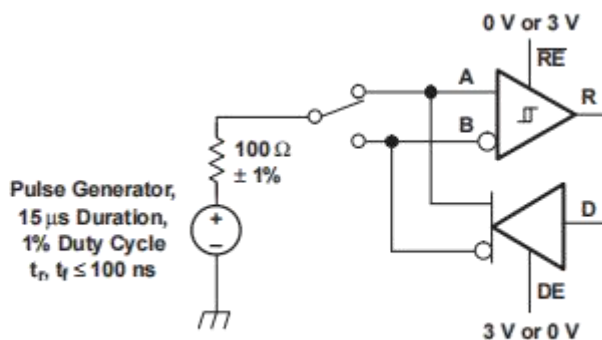 0 V or 3 V
RE
A
R
B
100 Ω
± 1%
Pulse Generator,
15 μs Duration,
1% Duty Cycle
tr, tf ≤ 100 ns
+
−
D
DE
3 V or 0 V